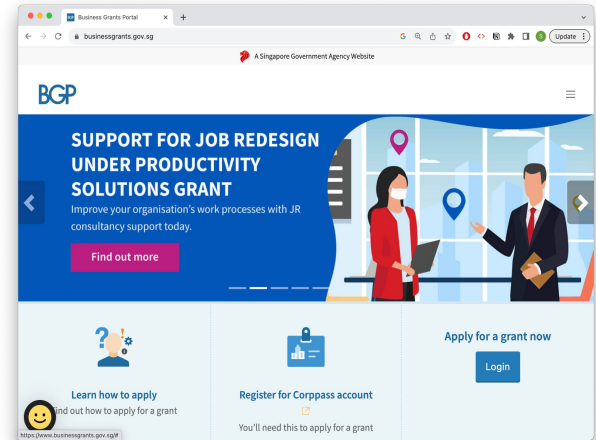 Business Grants Portal
businessgrants.gov.sg
Update
A Singapore Government Agency Website
BGP
SUPPORT FOR JOB REDESIGN
UNDER PRODUCTIVITY
SOLUTIONS GRANT
Improve your organisation's work processes with JR
consultancy support today.
Find out more
Learn how to apply
ind out how to apply for a grant
Register for Corppass account
You'll need this to apply for a grant
Apply for a grant now
Login
https://www.businessgrants.gov.sg/#